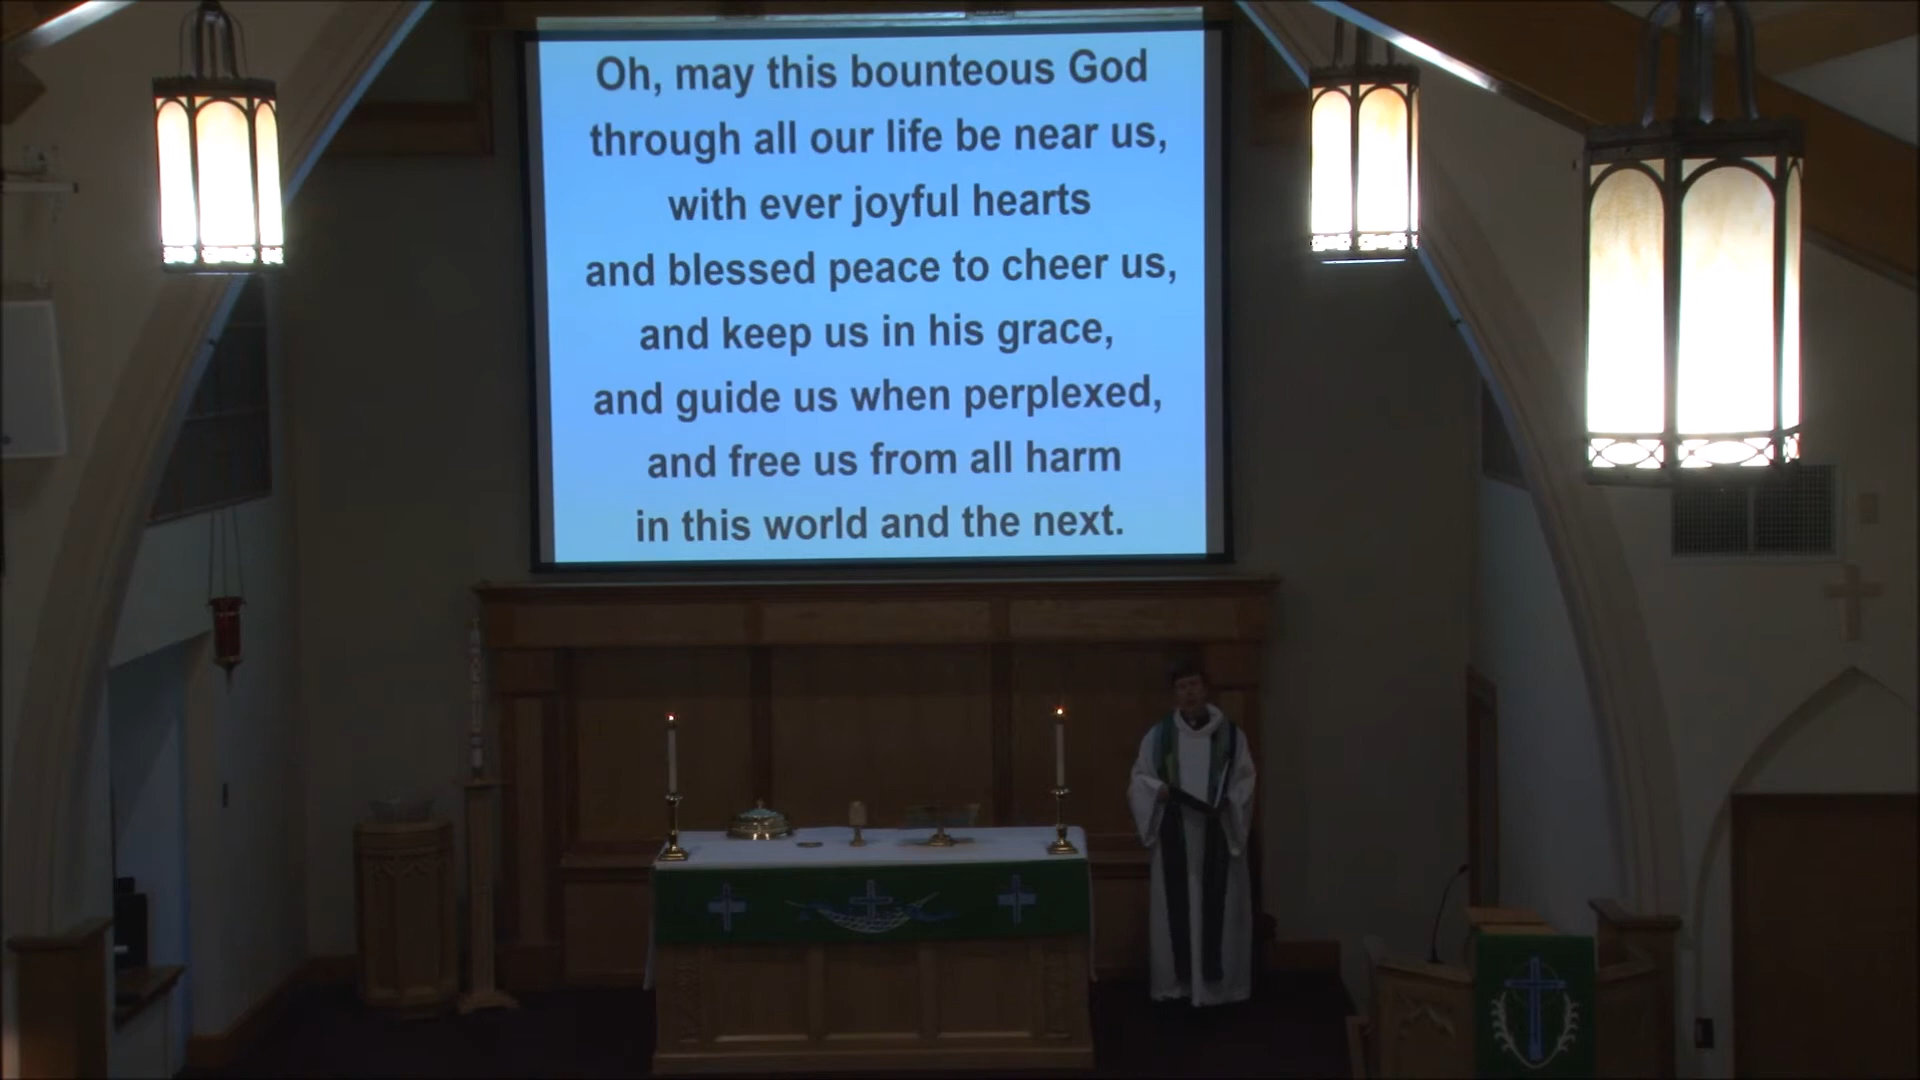 Oh, may this bounteous God
through all our life be near us,
with ever joyful hearts
and blessed peace to cheer us,
and keep us in his grace,
and guide us when perplexed,
and free us from all harm
in this world and the next.